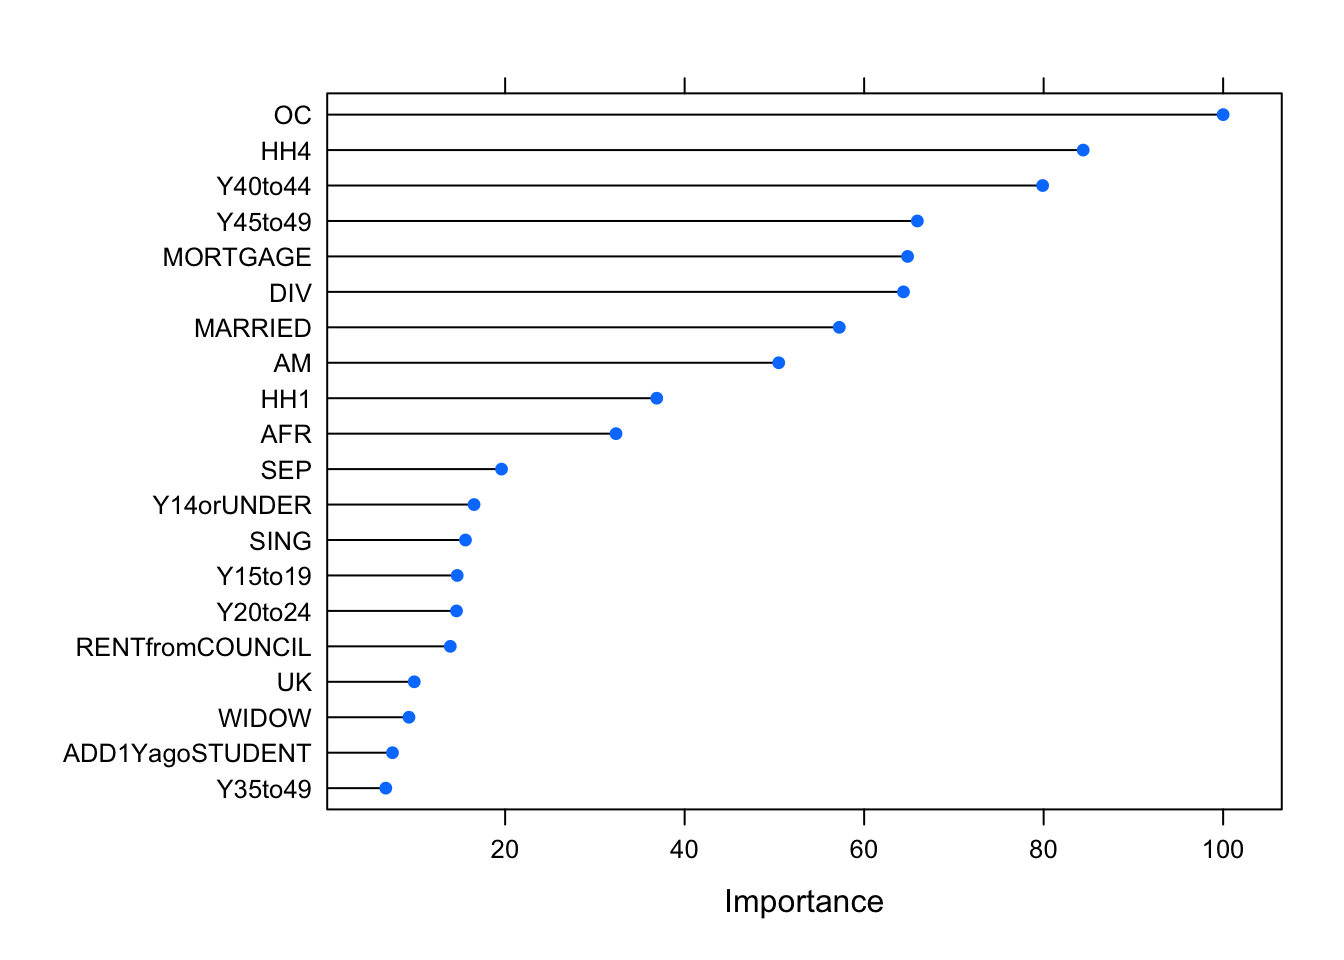 OC
HH4
Y40to44
Y45to49
MORTGAGE
DIV
MARRIED
AM
HH1
AFR
SEP
Y14orUNDER
SING
Y15to19
Y20to24
RENTfromCOUNCIL
UK
WIDOW
ADD1YagoSTUDENT
Y35to49
20 40 60 80 100
Importance